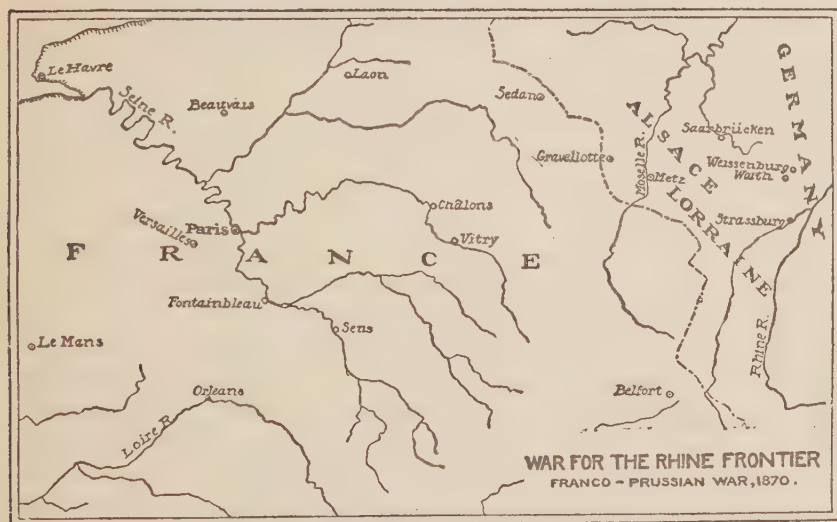 Le Havre
Seine R.
Beauvais
Laon
Sedan
Gravellotte
Moselle R.
Metz
ALSACE
LORRAINE
GERMANY
Saarbrücken
Weissenburg
Wörth
Strassburg
Rhine R.
Versailles
Paris
Châlons
Vitry
FRANCE
Fontainbleau
Sens
Le Mans
Orleans
Loire R.
Belfort
WAR FOR THE RHINE FRONTIER
FRANCO-PRUSSIAN WAR, 1870.